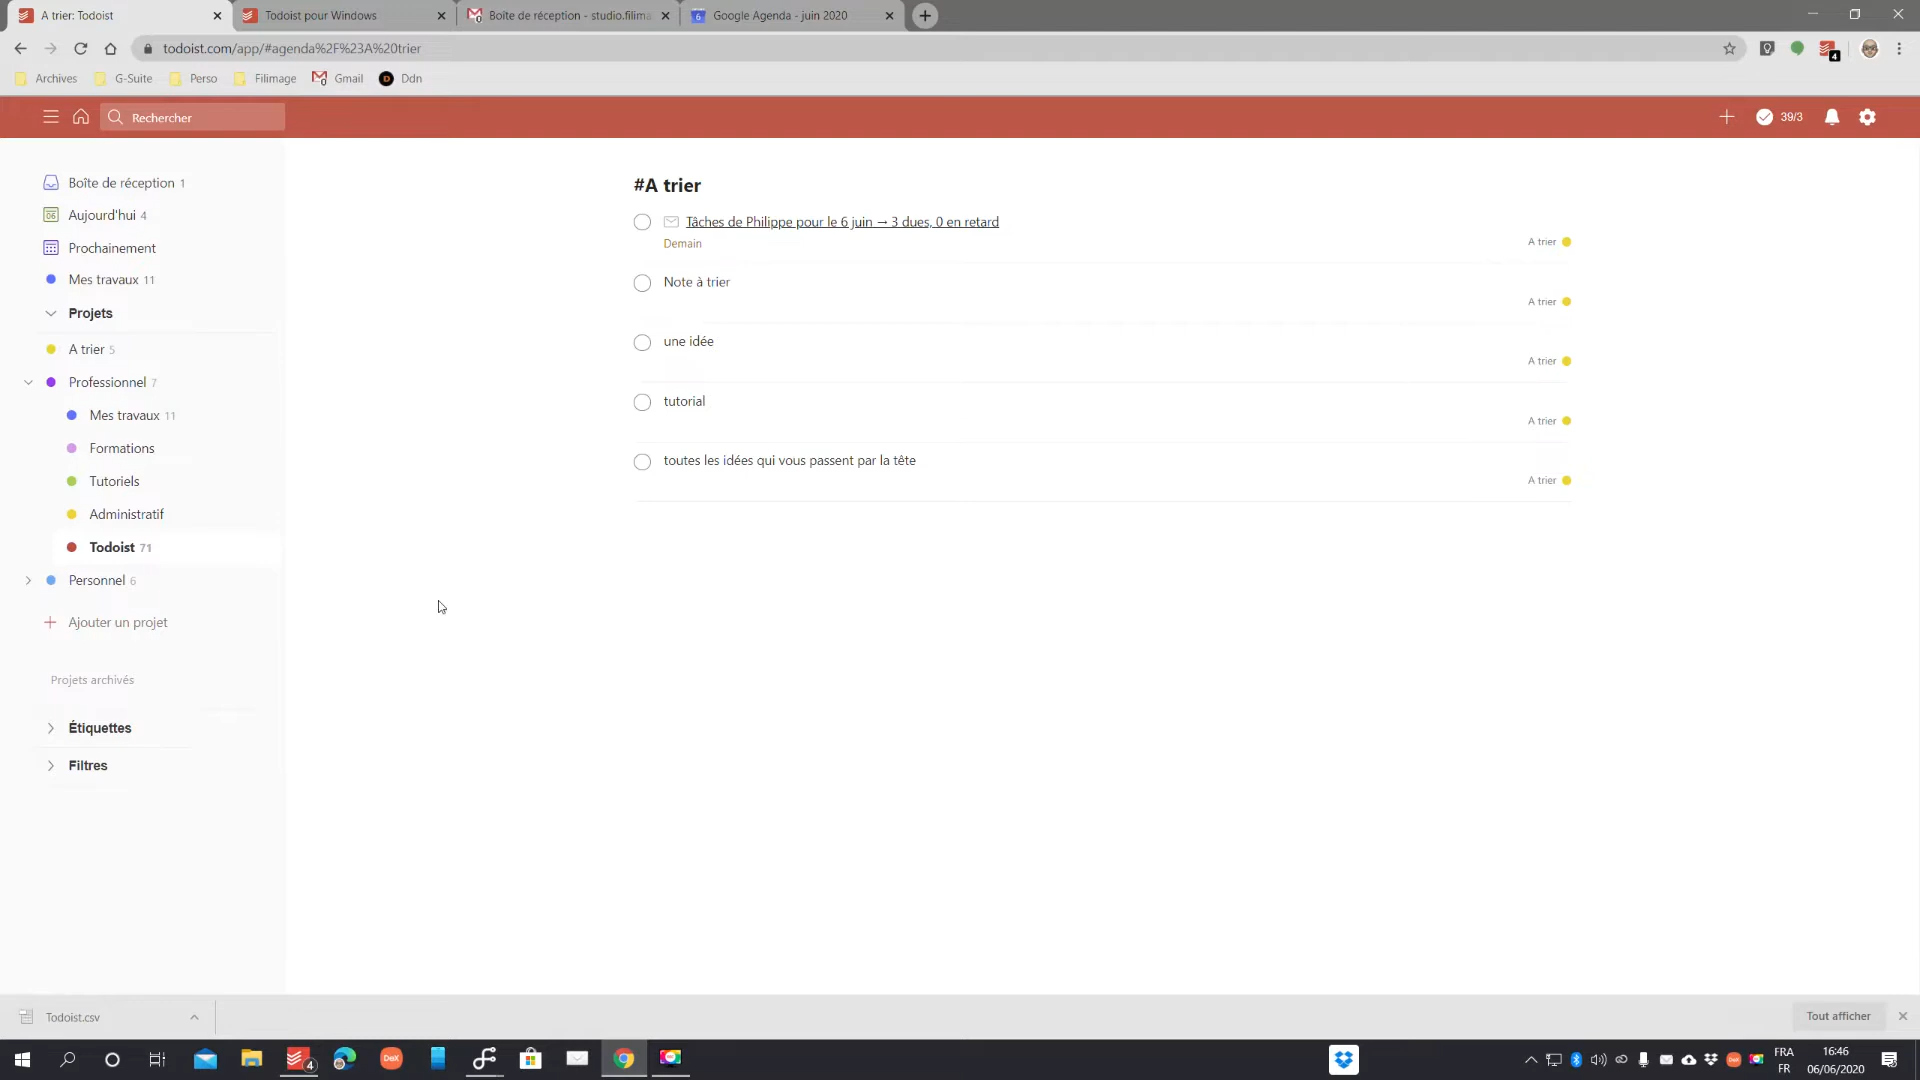 A trier: Todoist
Todoist pour Windows
Boîte de réception - studo.filima
Google Agenda - juin 2020
todoist.com/app/#agenda%2F%23A%20trier
4
Archives
G-Suite
Perso
Filimage
Gmail
Ddn
Rechercher
39/3
Boîte de réception 1
Aujourd'hui 4
Prochainement
Mes travaux 11
Projets
A trier 5
Professionnel 7
Mes travaux 11
Formations
Tutoriels
Administratif
Todoist 71
Personnel 6
Ajouter un projet
Projets archivés
Étiquettes
Filtres
#A trier
Tâches de Philippe pour le 6 juin → 3 dues, 0 en retard
Demain
A trier
Note à trier
A trier
une idée
A trier
tutorial
A trier
toutes les idées qui vous passent par la tête
A trier
Todoist.csv
Tout afficher
4
DeX
FRA
FR
16:46
06/06/2020